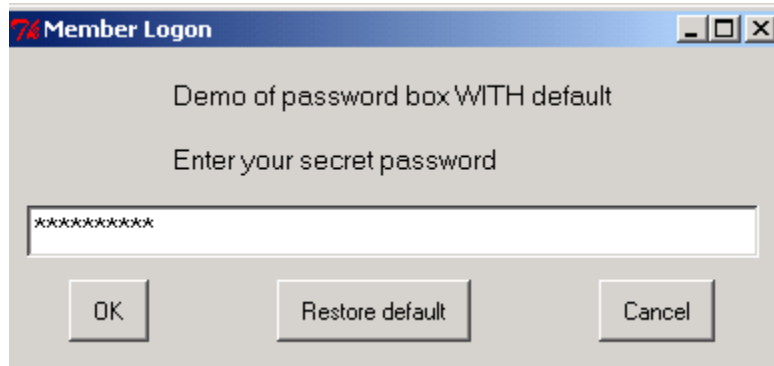 Member Logon
Demo of password box WITH default
Enter your secret password
**********
OK Restore default Cancel